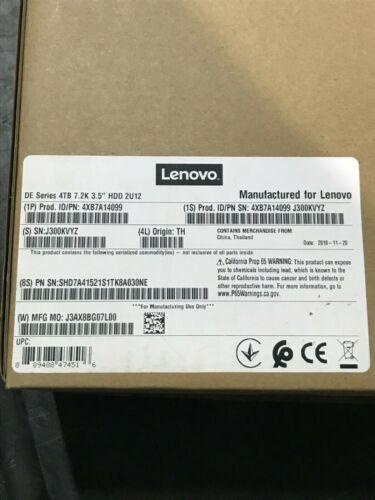 Lenovo
DE Series 4TB 7.2K 3.5" HDD 2U12
Manufactured for Lenovo
(1P) Prod. ID/PN: 4XB7A14099
(1S) Prod. ID/PN SN: 4XB7A14099 J300KVYZ
(S) SN:J300KVYZ
(4L) Origin: TH
CONTAINS MERCHANDISE FROM:
China, Thailand
Date : 2018-11-20
This merchandise contains commodity(ies) – not inclusive of all parts inside
(8S) PN SN:SHD7A41521S1TK8A030NE
⚠ California Prop 65 WARNING: This product can
expose you to chemicals including lead, which is known to the
State of California to cause cancer and birth defects or
other reproductive harm. For more information, go to
www.P65Warnings.ca.gov.
***For Manufacturing Use Only***
(W) MFG MO: J3AX8BG07L00
UPC:
8 89488 47451 6